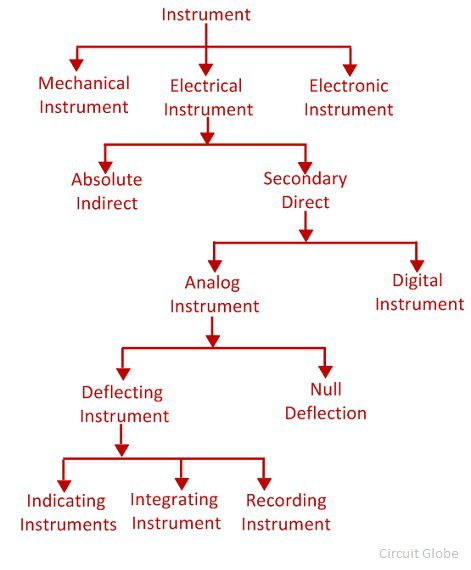 Instrument
Mechanical
Instrument
Electrical
Instrument
Electronic
Instrument
Absolute
Indirect
Secondary
Direct
Analog
Instrument
Digital
Instrument
Deflecting
Instrument
Null
Deflection
Indicating
Instruments
Integrating
Instrument
Recording
Instrument
Circuit Globe